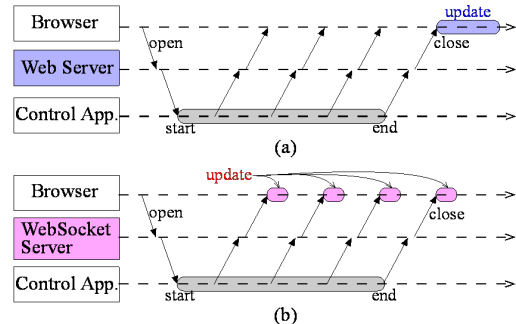 update
Browser
open
close
Web Server
Control App.
start
end
(a)
update
Browser
open
close
WebSocket
Server
Control App.
start
end
(b)